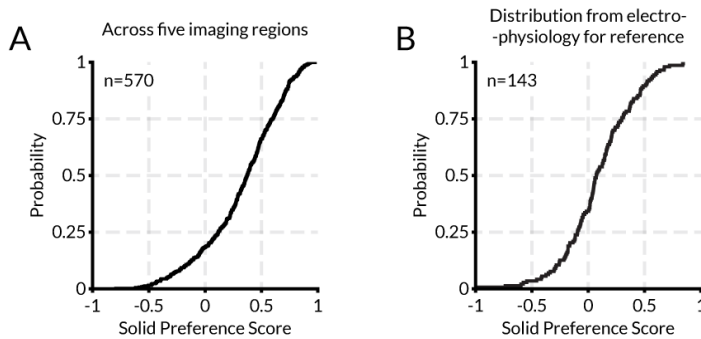 A
Across five imaging regions
n=570
1
0.75
0.5
0.25
0
Probability
-1 -0.5 0 0.5 1
Solid Preference Score
B
Distribution from electro-
-physiology for reference
n=143
1
0.75
0.5
0.25
0
Probability
-1 -0.5 0 0.5 1
Solid Preference Score